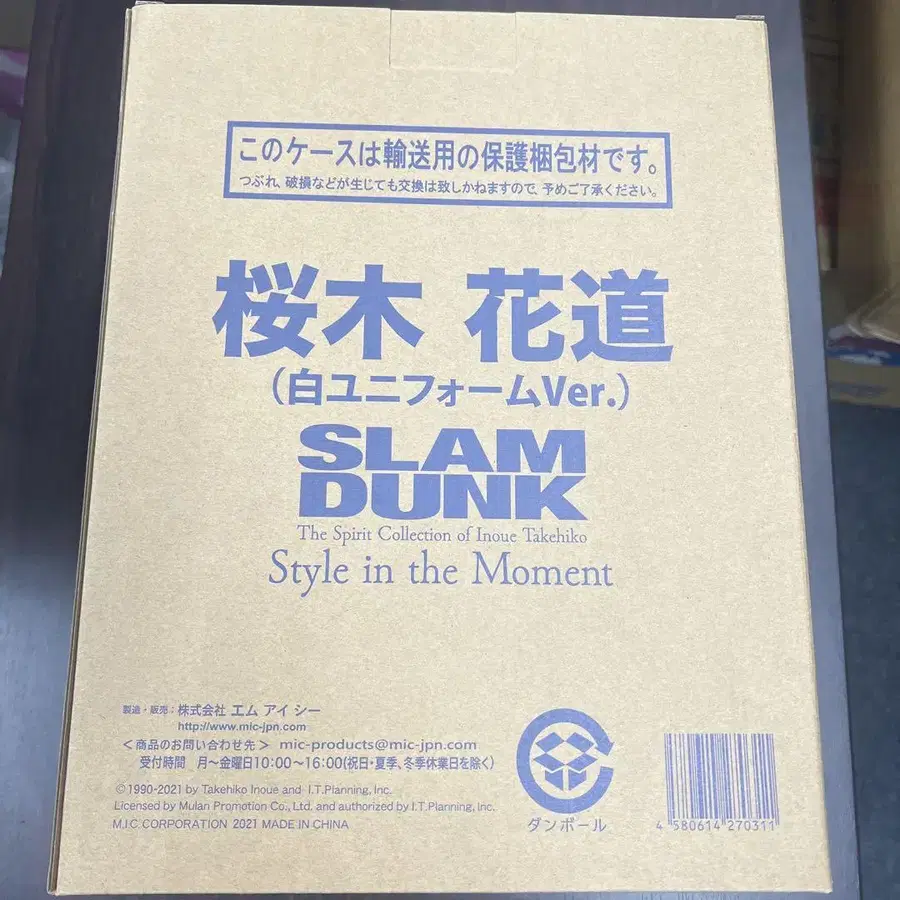 このケースは輸送用の保護梱包材です。
つぶれ、破損などが生じても交換は致しかねますので、予めご了承ください。
桜木 花道
(白ユニフォームVer.)
SLAM
DUNK
The Spirit Collection of Inoue Takehiko
Style in the Moment
製造・販売:株式会社 エム アイ シー
http://www.mic-jpn.com
<商品のお問い合わせ先> mic-products@mic-jpn.com
受付時間 月~金曜日10:00~16:00(祝日・夏季、冬季休業日を除く)
©1990-2021 by Takehiko Inoue and I.T.Planning, Inc.
Licensed by Mulan Promotion Co., Ltd. and authorized by I.T.Planning, Inc.
M.I.C. CORPORATION 2021 MADE IN CHINA
ダンボール
4 580614 270311